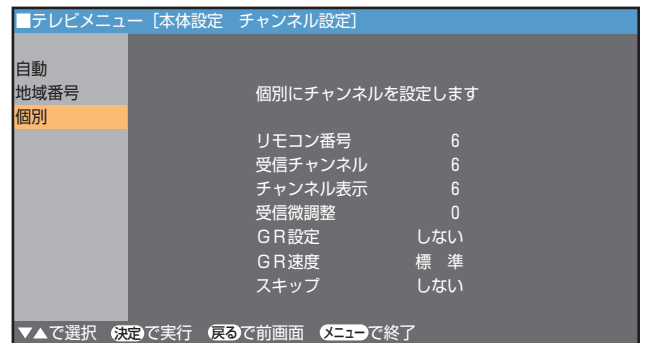 ■テレビメニュー [本体設定　チャンネル設定]
自動
地域番号
個別
個別にチャンネルを設定します
リモコン番号　6
受信チャンネル　6
チャンネル表示　6
受信微調整　0
ＧＲ設定　しない
ＧＲ速度　標　準
スキップ　しない
▼▲で選択　決定で実行　戻るで前画面　メニューで終了